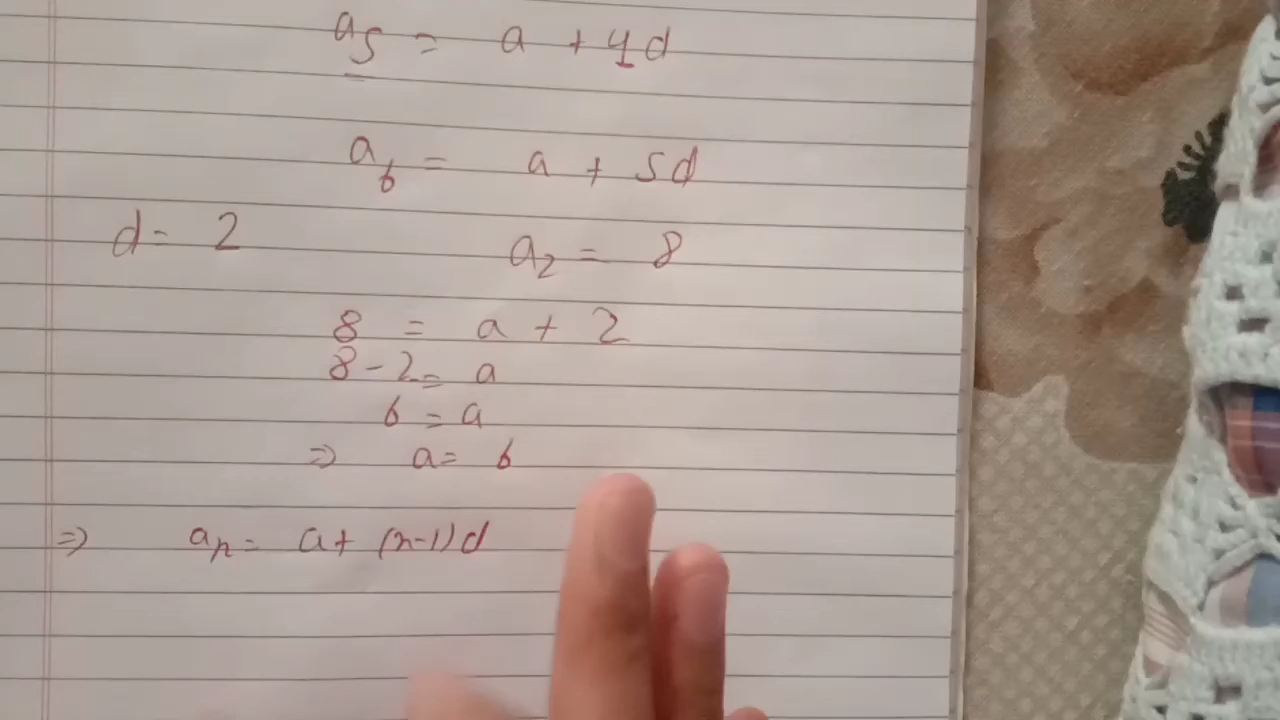 a₅ = a + 4d
a₆ = a + 5d
d = 2 a₂ = 8
8 = a + 2
8 - 2 = a
6 = a
⇒ a = 6
⇒ aₙ = a + (n-1)d